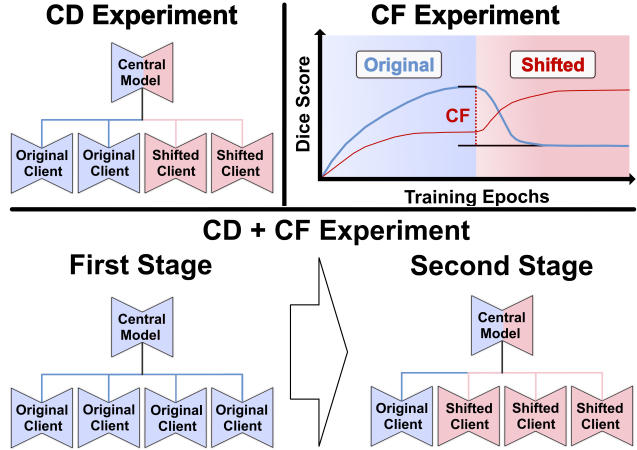 CD Experiment
Central
Model
Original
Client
Original
Client
Shifted
Client
Shifted
Client
CF Experiment
Dice Score
Original
Shifted
CF
Training Epochs
CD + CF Experiment
First Stage
Central
Model
Original
Client
Original
Client
Original
Client
Original
Client
Second Stage
Central
Model
Original
Client
Shifted
Client
Shifted
Client
Shifted
Client